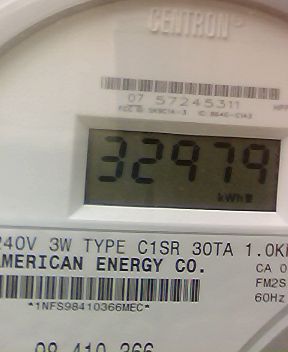 CENTRON
07 57245311
32979
kWh
240V 3W TYPE C1SR 30TA 1.0K
AMERICAN ENERGY CO.
CA 0
FM2S
60Hz
*1NFS98410366MEC*
98 410 366